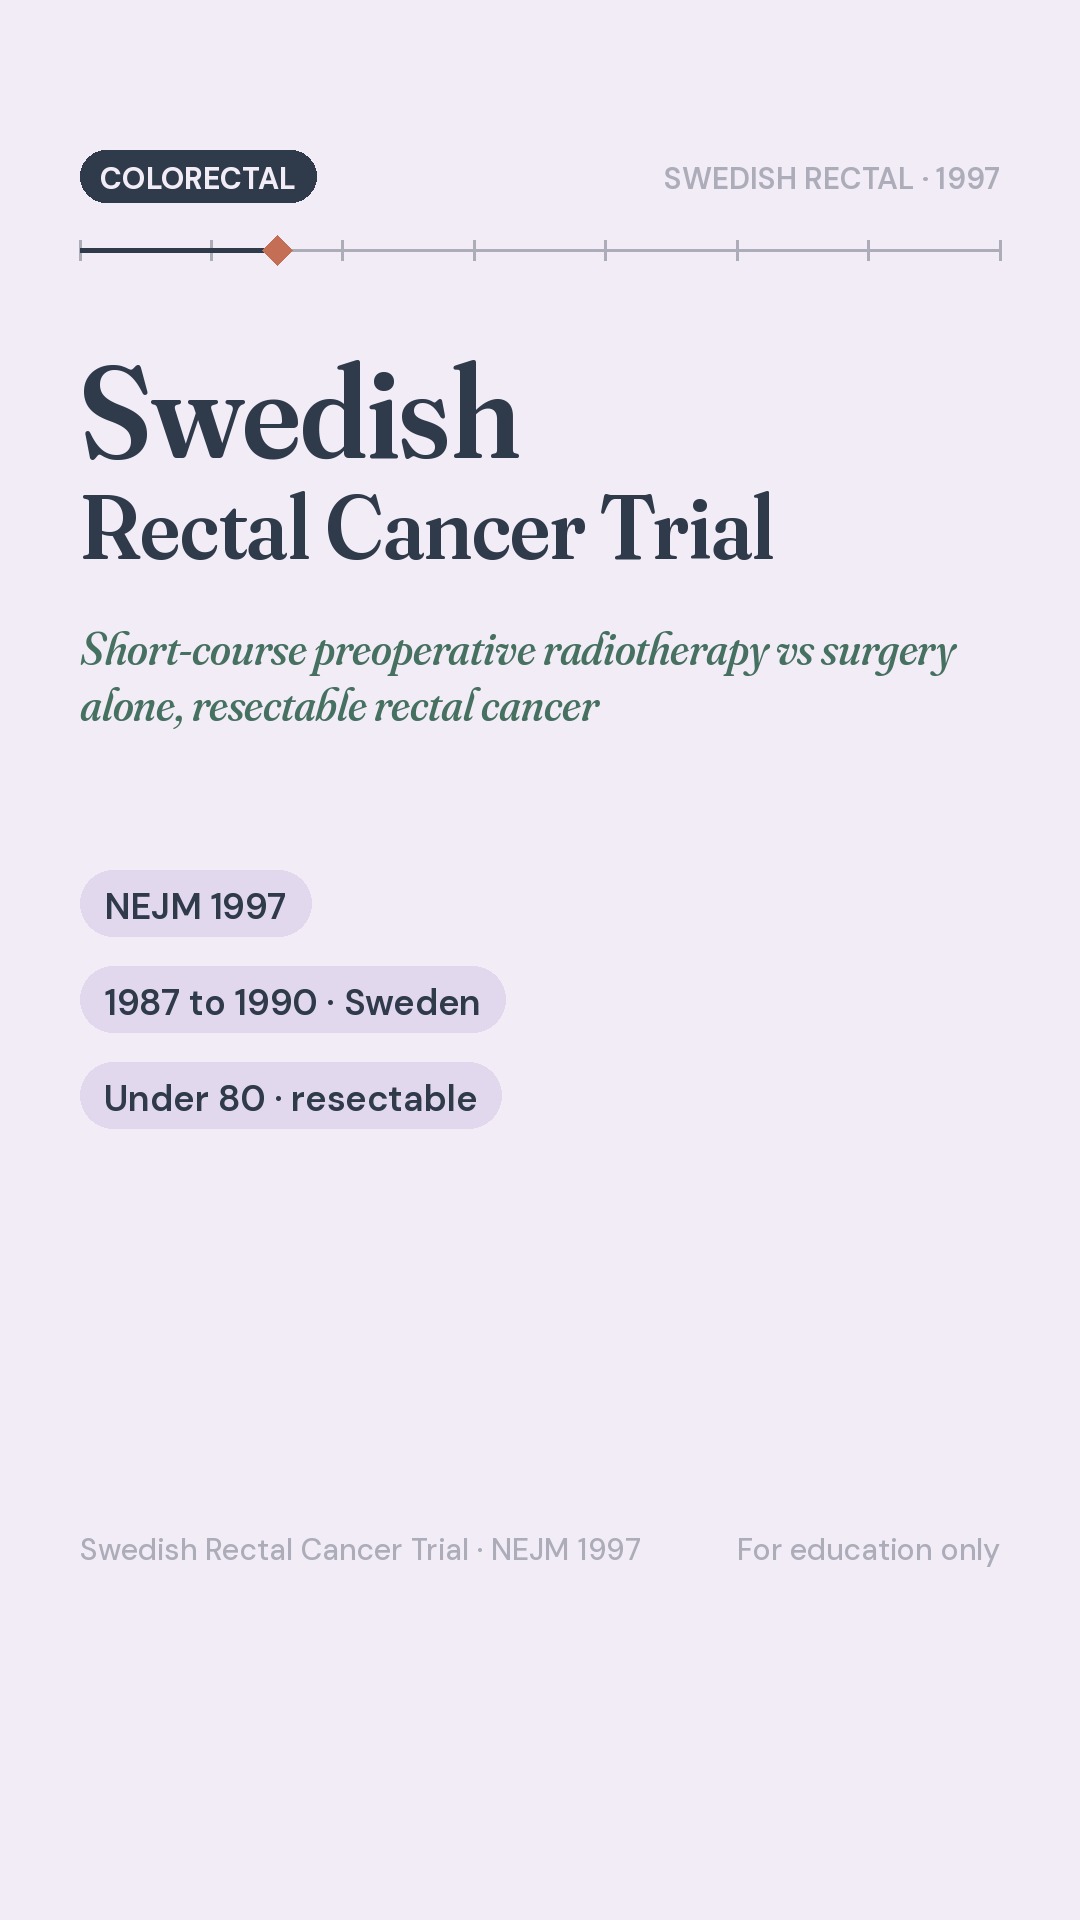 COLORECTAL
SWEDISH RECTAL · 1997
Swedish
Rectal Cancer Trial
Short-course preoperative radiotherapy vs surgery
alone, resectable rectal cancer
NEJM 1997
1987 to 1990 · Sweden
Under 80 · resectable
Swedish Rectal Cancer Trial · NEJM 1997
For education only